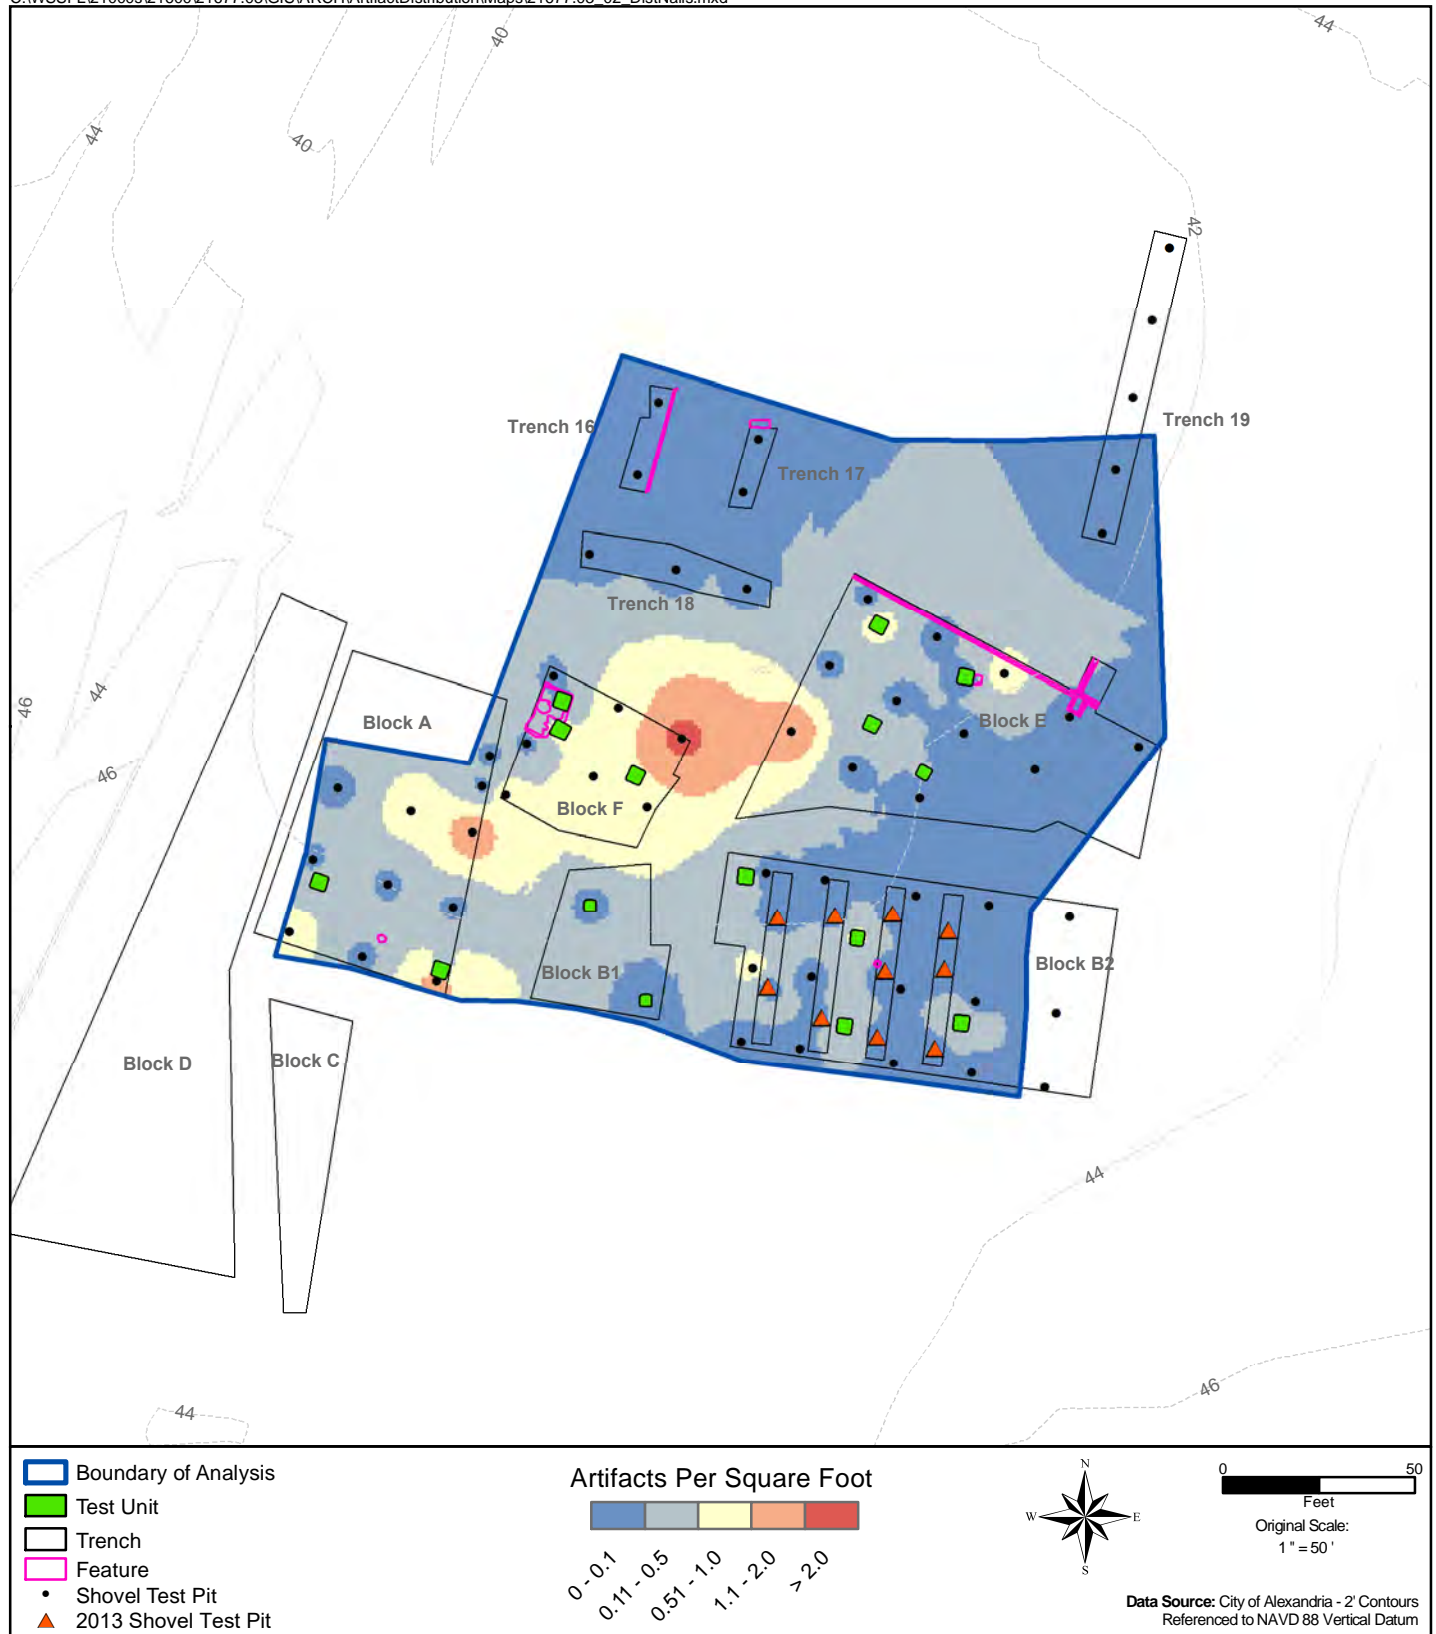 44
40
44
40
42
Trench 16
Trench 19
Trench 17
Trench 18
44
46
Block A
Block E
46
Block F
Block B1
Block B2
Block D
Block C
44
46
44
Boundary of Analysis
Test Unit
Trench
Feature
Shovel Test Pit
2013 Shovel Test Pit
Artifacts Per Square Foot
0 - 0.1
0.11 - 0.5
0.51 - 1.0
1.1 - 2.0
> 2.0
N
W E
S
0 50
Feet
Original Scale:
1 " = 50 '
Data Source: City of Alexandria - 2' Contours
Referenced to NAVD 88 Vertical Datum